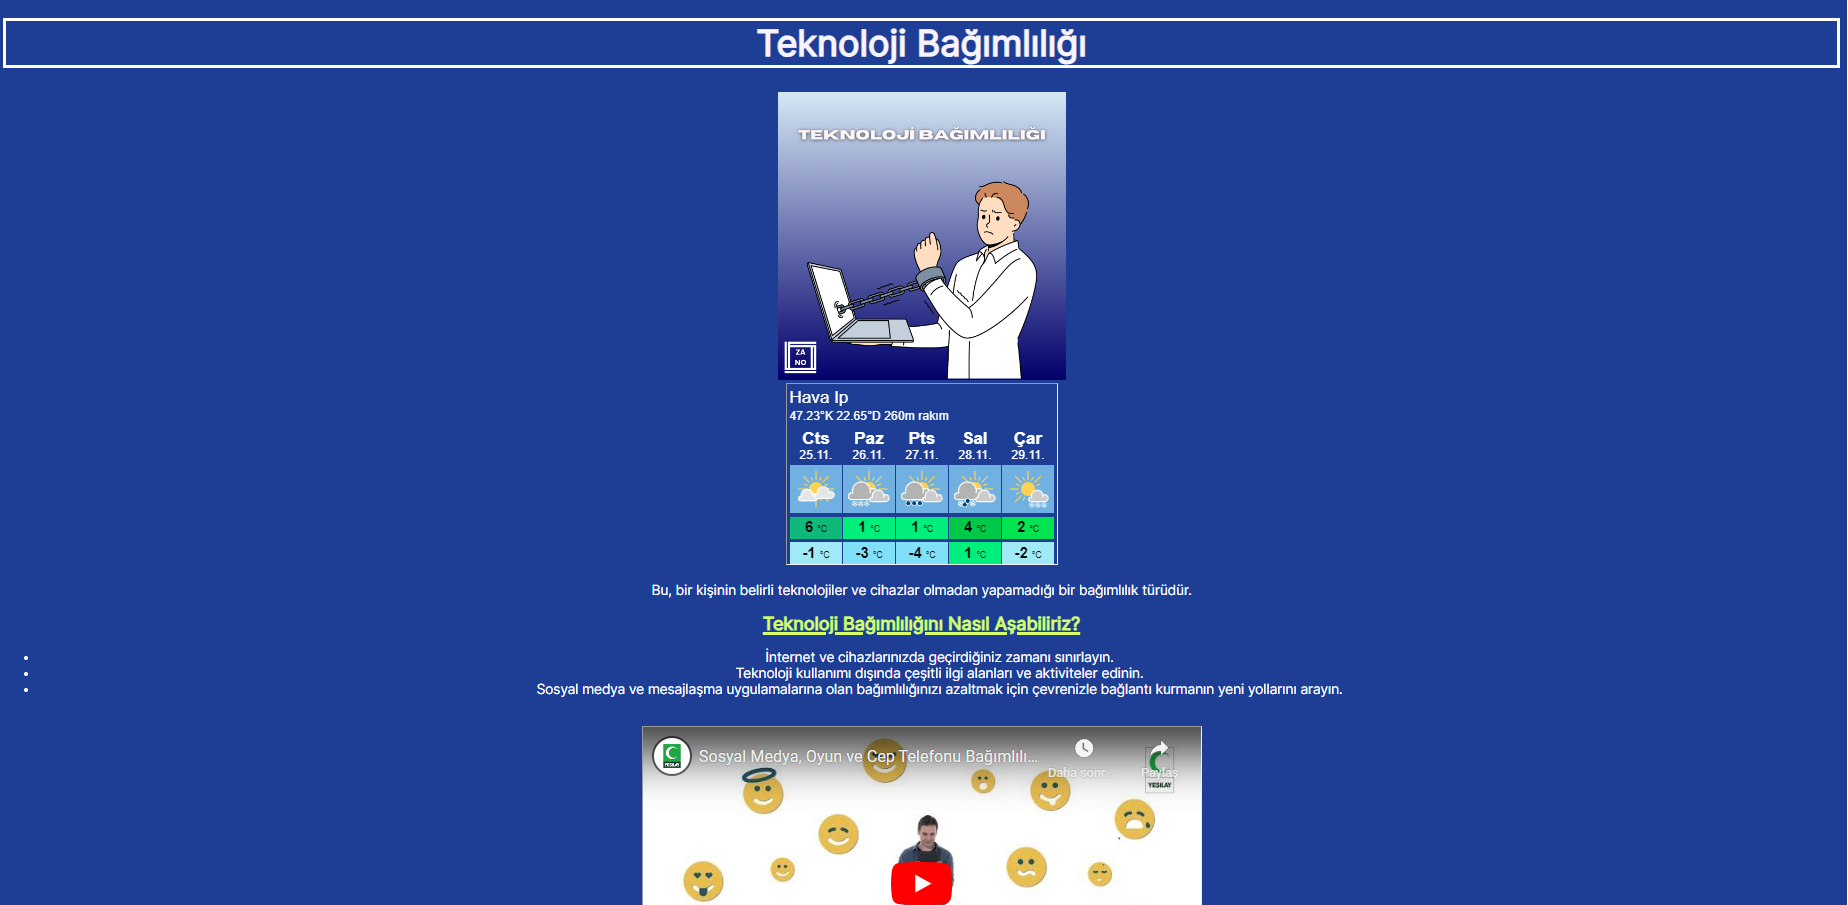 Teknoloji Bağımlılığı
TEKNOLOJİ BAĞIMLILIĞI
ZA
NO
Hava Ip
47.23°K 22.65°D 260m rakım
Cts Paz Pts Sal Çar
25.11. 26.11. 27.11. 28.11. 29.11.
6 °C 1 °C 1 °C 4 °C 2 °C
-1 °C -3 °C -4 °C 1 °C -2 °C
Bu, bir kişinin belirli teknolojiler ve cihazlar olmadan yapamadığı bir bağımlılık türüdür.
Teknoloji Bağımlılığını Nasıl Aşabiliriz?
• İnternet ve cihazlarınızda geçirdiğiniz zamanı sınırlayın.
• Teknoloji kullanımı dışında çeşitli ilgi alanları ve aktiviteler edinin.
• Sosyal medya ve mesajlaşma uygulamalarına olan bağımlılığınızı azaltmak için çevrenizle bağlantı kurmanın yeni yollarını arayın.
YEŞİLAY
Sosyal Medya, Oyun ve Cep Telefonu Bağımlılı...
Daha sonr...
Paylaş
YEŞİLAY